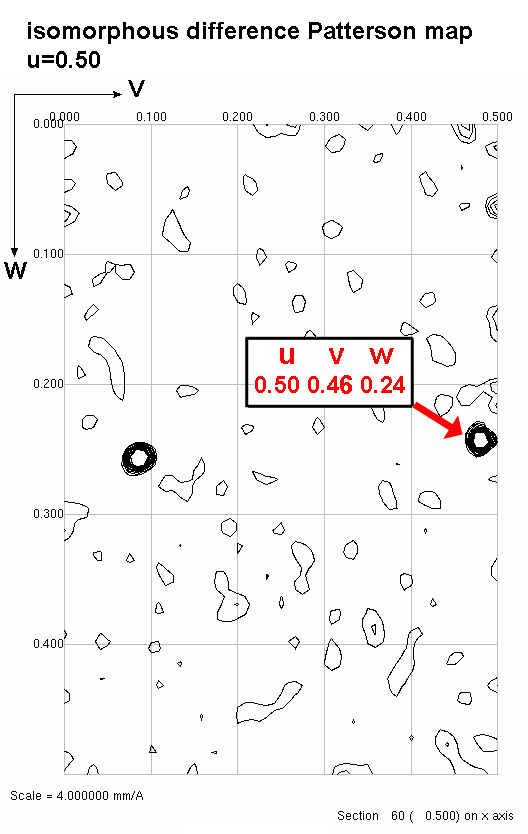 isomorphous difference Patterson map
u=0.50
v
0.000 0.100 0.200 0.300 0.400 0.500
0.000
0.100
w
u v w
0.200
0.50 0.46 0.24
0.300
0.400
Scale = 4.000000 mm/A
Section 60 ( 0.500) on x axis